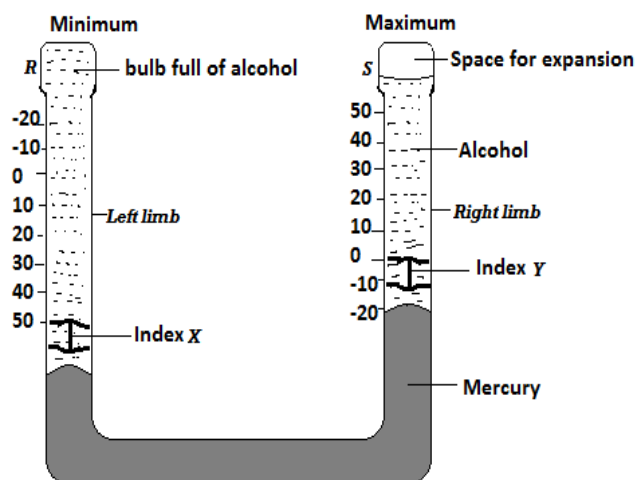 Minimum
Maximum
R
bulb full of alcohol
S
Space for expansion
-20
-10
0
10
20
30
40
50
Left limb
Index X
50
40
30
20
10
0
-10
-20
Alcohol
Right limb
Index Y
Mercury